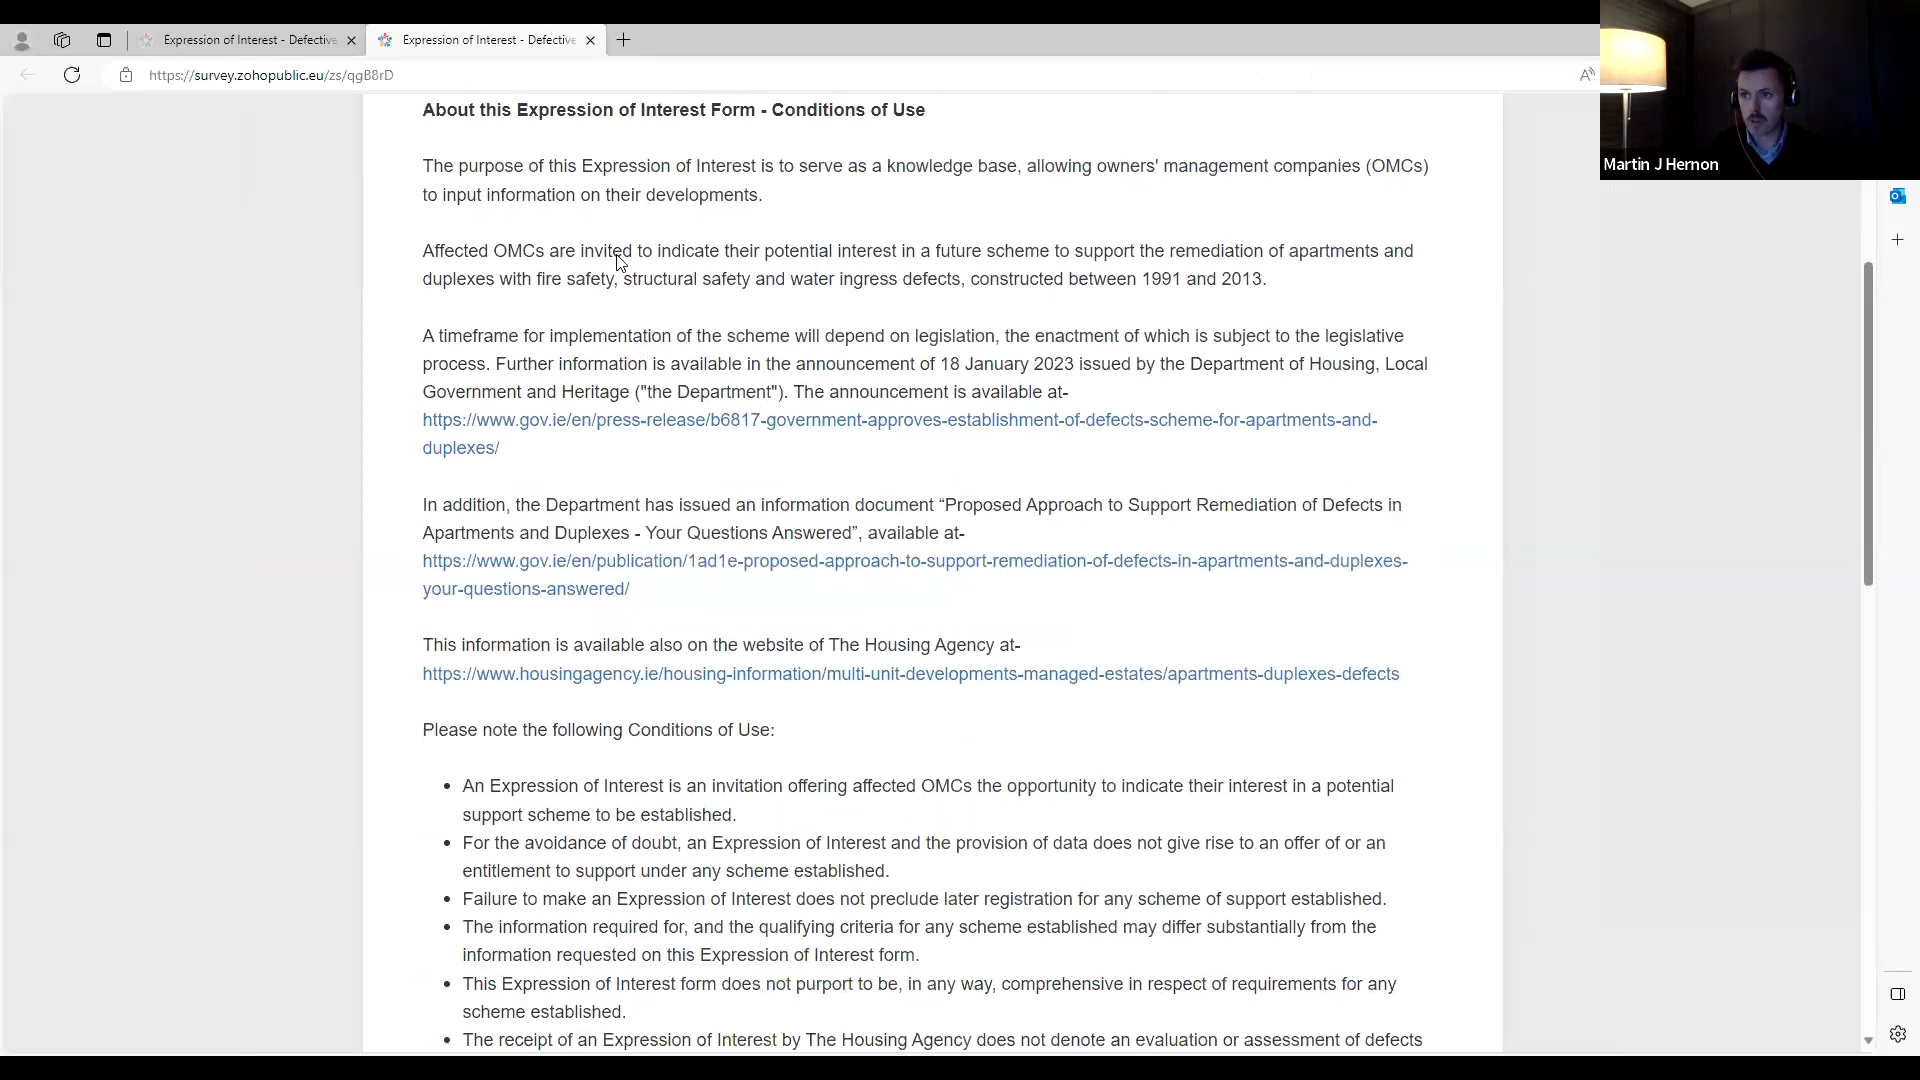 Expression of Interest - Defective
Expression of Interest - Defective
https://survey.zohopublic.eu/zs/qgB8rD
Martin J Hernon
About this Expression of Interest Form - Conditions of Use
The purpose of this Expression of Interest is to serve as a knowledge base, allowing owners' management companies (OMCs)
to input information on their developments.
Affected OMCs are invited to indicate their potential interest in a future scheme to support the remediation of apartments and
duplexes with fire safety, structural safety and water ingress defects, constructed between 1991 and 2013.
A timeframe for implementation of the scheme will depend on legislation, the enactment of which is subject to the legislative
process. Further information is available in the announcement of 18 January 2023 issued by the Department of Housing, Local
Government and Heritage ("the Department"). The announcement is available at-
https://www.gov.ie/en/press-release/b6817-government-approves-establishment-of-defects-scheme-for-apartments-and-
duplexes/
In addition, the Department has issued an information document “Proposed Approach to Support Remediation of Defects in
Apartments and Duplexes - Your Questions Answered”, available at-
https://www.gov.ie/en/publication/1ad1e-proposed-approach-to-support-remediation-of-defects-in-apartments-and-duplexes-
your-questions-answered/
This information is available also on the website of The Housing Agency at-
https://www.housingagency.ie/housing-information/multi-unit-developments-managed-estates/apartments-duplexes-defects
Please note the following Conditions of Use:
• An Expression of Interest is an invitation offering affected OMCs the opportunity to indicate their interest in a potential
support scheme to be established.
• For the avoidance of doubt, an Expression of Interest and the provision of data does not give rise to an offer of or an
entitlement to support under any scheme established.
• Failure to make an Expression of Interest does not preclude later registration for any scheme of support established.
• The information required for, and the qualifying criteria for any scheme established may differ substantially from the
information requested on this Expression of Interest form.
• This Expression of Interest form does not purport to be, in any way, comprehensive in respect of requirements for any
scheme established.
• The receipt of an Expression of Interest by The Housing Agency does not denote an evaluation or assessment of defects